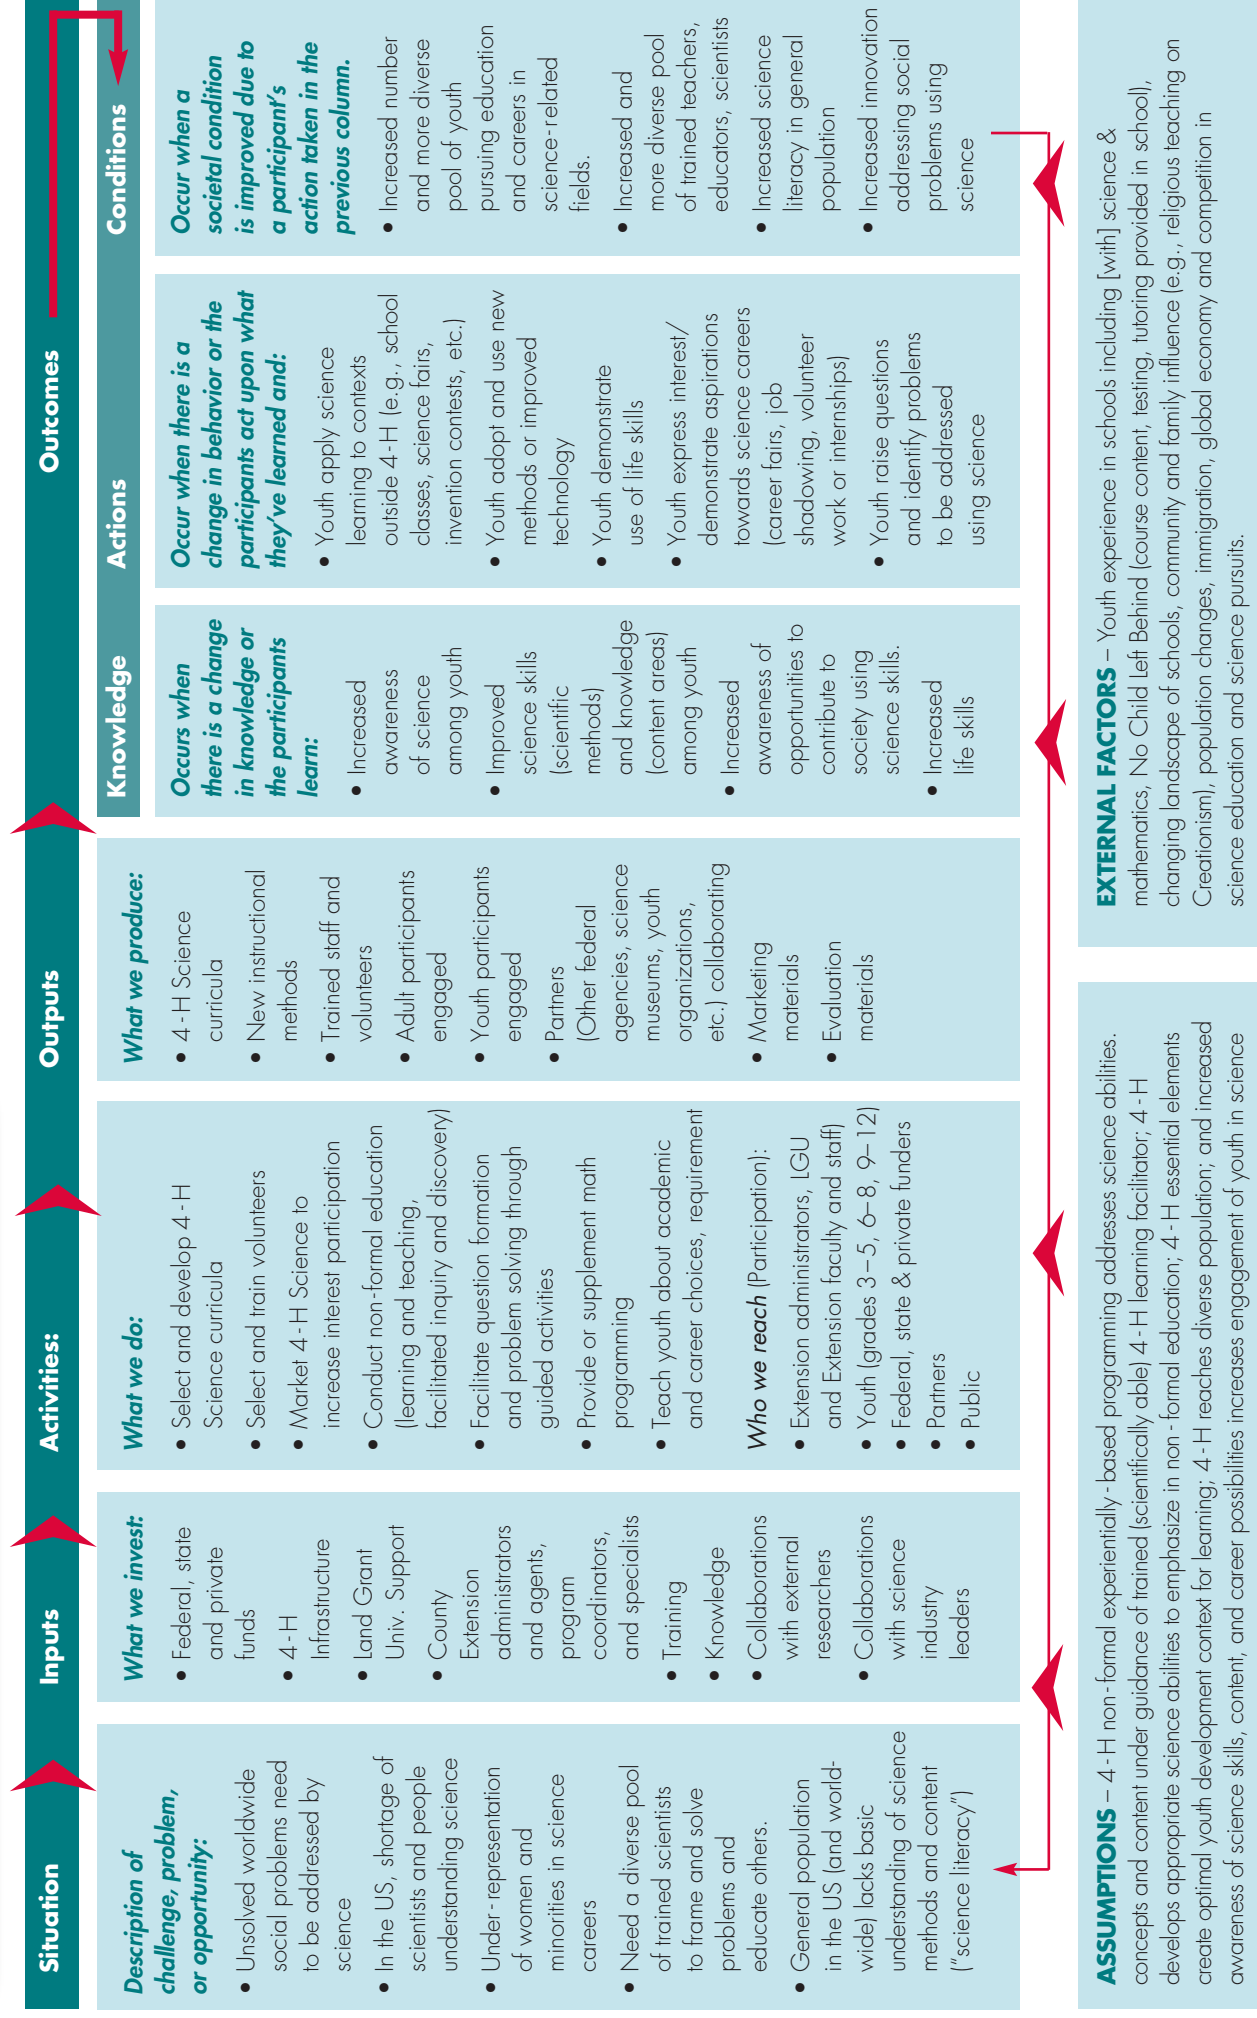 Situation
Inputs
Activities:
Outputs
Outcomes
Knowledge
Actions
Conditions
Description of
challenge, problem,
or opportunity:
• Unsolved worldwide
social problems need
to be addressed by
science
• In the US, shortage of
scientists and people
understanding science
• Under-representation
of women and
minorities in science
careers
• Need a diverse pool
of trained scientists
to frame and solve
problems and
educate others.
• General population
in the US (and world-
wide) lacks basic
understanding of science
methods and content
("science literacy")
What we invest:
• Federal, state
and private
funds
• 4-H
Infrastructure
• Land Grant
Univ. Support
• County
Extension
administrators
and agents,
program
coordinators,
and specialists
• Training
• Knowledge
• Collaborations
with external
researchers
• Collaborations
with science
industry
leaders
What we do:
• Select and develop 4-H
Science curricula
• Select and train volunteers
• Market 4-H Science to
increase interest participation
• Conduct non-formal education
(learning and teaching,
facilitated inquiry and discovery)
• Facilitate question formation
and problem solving through
guided activities
• Provide or supplement math
programming
• Teach youth about academic
and career choices, requirement
Who we reach (Participation):
• Extension administrators, LGU
and Extension faculty and staff)
• Youth (grades 3–5, 6–8, 9–12)
• Federal, state & private funders
• Partners
• Public
What we produce:
• 4-H Science
curricula
• New instructional
methods
• Trained staff and
volunteers
• Adult participants
engaged
• Youth participants
engaged
• Partners
(Other federal
agencies, science
museums, youth
organizations,
etc.) collaborating
• Marketing
materials
• Evaluation
materials
Occurs when
there is a change
in knowledge or
the participants
learn:
• Increased
awareness
of science
among youth
• Improved
science skills
(scientific
methods)
and knowledge
(content areas)
among youth
• Increased
awareness of
opportunities to
contribute to
society using
science skills.
• Increased
life skills
Occur when there is a
change in behavior or the
participants act upon what
they've learned and:
• Youth apply science
learning to contexts
outside 4-H (e.g., school
classes, science fairs,
invention contests, etc.)
• Youth adopt and use new
methods or improved
technology
• Youth demonstrate
use of life skills
• Youth express interest/
demonstrate aspirations
towards science careers
(career fairs, job
shadowing, volunteer
work or internships)
• Youth raise questions
and identify problems
to be addressed
using science
Occur when a
societal condition
is improved due to
a participant's
action taken in the
previous column.
• Increased number
and more diverse
pool of youth
pursuing education
and careers in
science-related
fields.
• Increased and
more diverse pool
of trained teachers,
educators, scientists
• Increased science
literacy in general
population
• Increased innovation
addressing social
problems using
science
ASSUMPTIONS – 4-H non-formal experientially-based programming addresses science abilities.
concepts and content under guidance of trained (scientifically able) 4-H learning facilitator; 4-H
develops appropriate science abilities to emphasize in non-formal education; 4-H essential elements
create optimal youth development context for learning; 4-H reaches diverse population; and increased
awareness of science skills, content, and career possibilities increases engagement of youth in science
EXTERNAL FACTORS – Youth experience in schools including [with] science &
mathematics, No Child Left Behind (course content, testing, tutoring provided in school),
changing landscape of schools, community and family influence (e.g., religious teaching on
Creationism), population changes, immigration, global economy and competition in
science education and science pursuits.